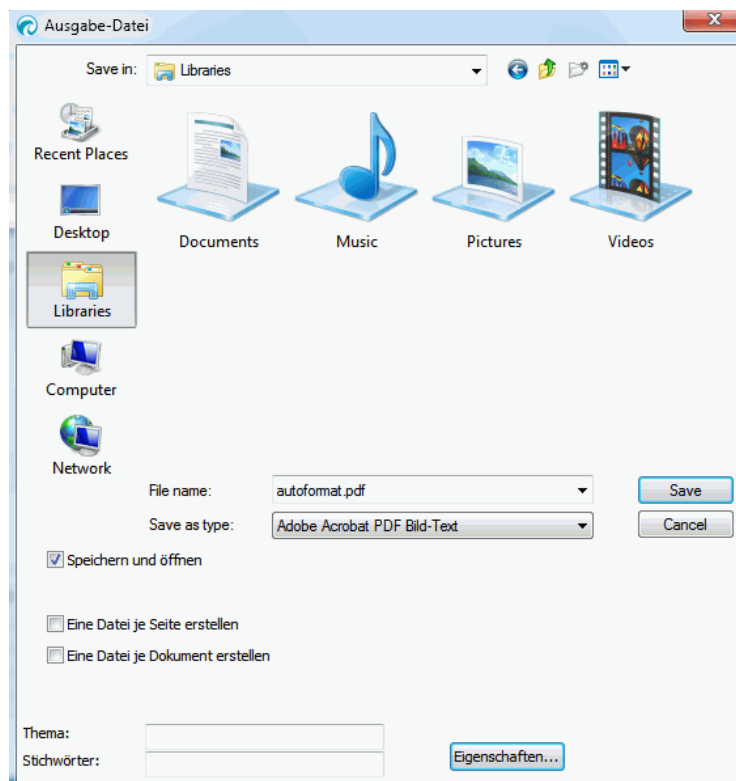 Ausgabe-Datei
Save in: Libraries
Recent Places
Desktop
Libraries
Computer
Network
Documents Music Pictures Videos
File name: autoformat.pdf Save
Save as type: Adobe Acrobat PDF Bild-Text Cancel
Speichern und öffnen
Eine Datei je Seite erstellen
Eine Datei je Dokument erstellen
Thema:
Stichwörter: Eigenschaften...